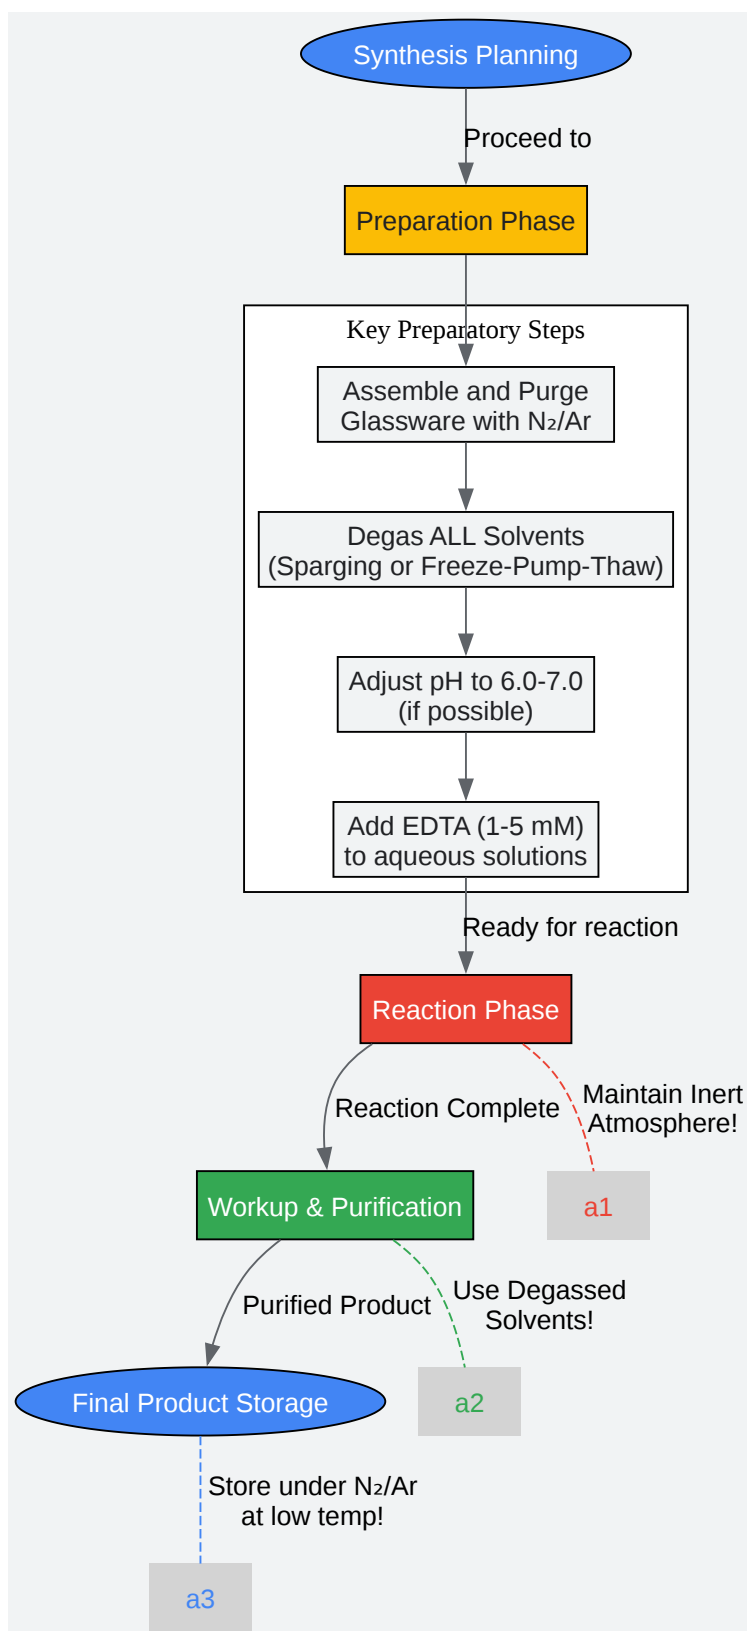 Synthesis Planning
Proceed to
Preparation Phase
Key Preparatory Steps
Assemble and Purge
Glassware with N₂/Ar
Degas ALL Solvents
(Sparging or Freeze-Pump-Thaw)
Adjust pH to 6.0-7.0
(if possible)
Add EDTA (1-5 mM)
to aqueous solutions
Ready for reaction
Reaction Phase
Reaction Complete
Maintain Inert
Atmosphere!
Workup & Purification
a1
Purified Product
Use Degassed
Solvents!
Final Product Storage
a2
Store under N₂/Ar
at low temp!
a3